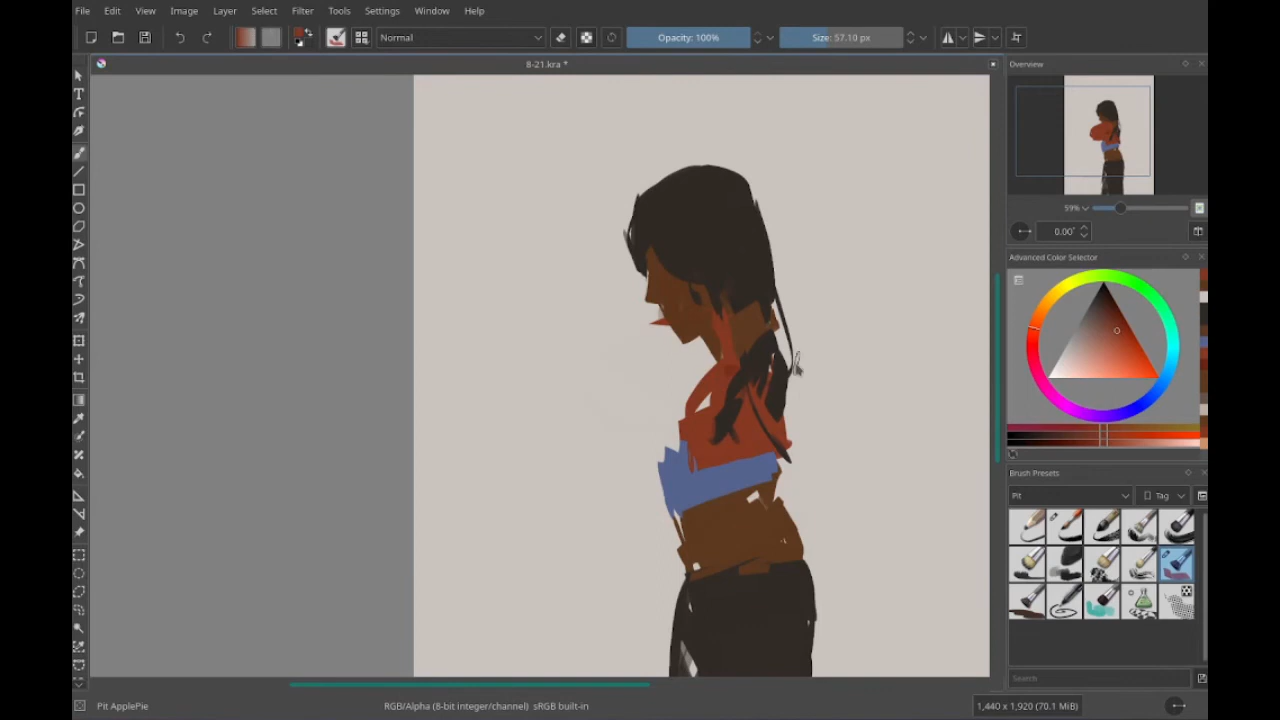 File Edit View Image Layer Select Filter Tools Settings Window Help
Normal Opacity: 100% Size: 57.10 px
8-21.kra *
Overview
59%
0.00°
Advanced Color Selector
Brush Presets
Pit Tag
Search
Pit ApplePie RGB/Alpha (8-bit integer/channel) sRGB built-in 1,440 x 1,920 (70.1 MiB)